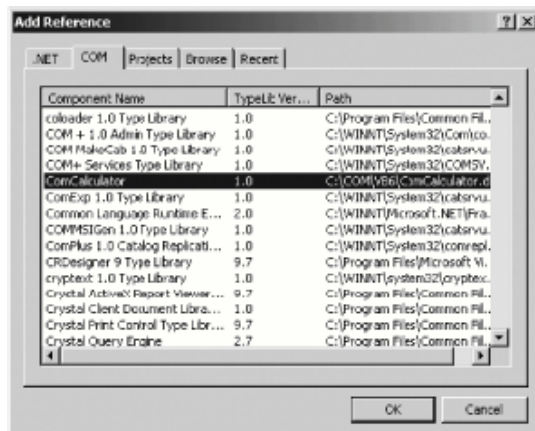 Add Reference
.NET COM Projects Browse Recent
Component Name TypeLib Ver... Path
coloader 1.0 Type Library 1.0 C:\Program Files\Common Fil...
COM + 1.0 Admin Type Library 1.0 C:\WINNT\System32\Com\co...
COM MakeCab 1.0 Type Library 1.0 C:\WINNT\System32\catsrvu...
COM+ Services Type Library 1.0 C:\WINNT\System32\COMSV...
ComCalculator 1.0 C:\COM\VB6\ComCalculator.d
ComExp 1.0 Type Library 1.0 C:\WINNT\System32\catsrvu...
Common Language Runtime E... 2.0 C:\WINNT\Microsoft.NET\Fra...
COMMSIGen 1.0 Type Library 1.0 C:\WINNT\System32\catsrvu...
ComPlus 1.0 Catalog Replicati... 1.0 C:\WINNT\System32\comrepl...
CRDesigner 9 Type Library 9.7 C:\Program Files\Microsoft Vi...
cryptext 1.0 Type Library 1.0 C:\WINNT\system32\cryptex...
Crystal ActiveX Report Viewer... 9.7 C:\Program Files\Common Fil...
Crystal Client Document Libra... 1.0 C:\Program Files\Common Fil...
Crystal Print Control Type Libr... 9.7 C:\Program Files\Common Fil...
Crystal Query Engine 2.7 C:\Program Files\Common Fil...
OK Cancel